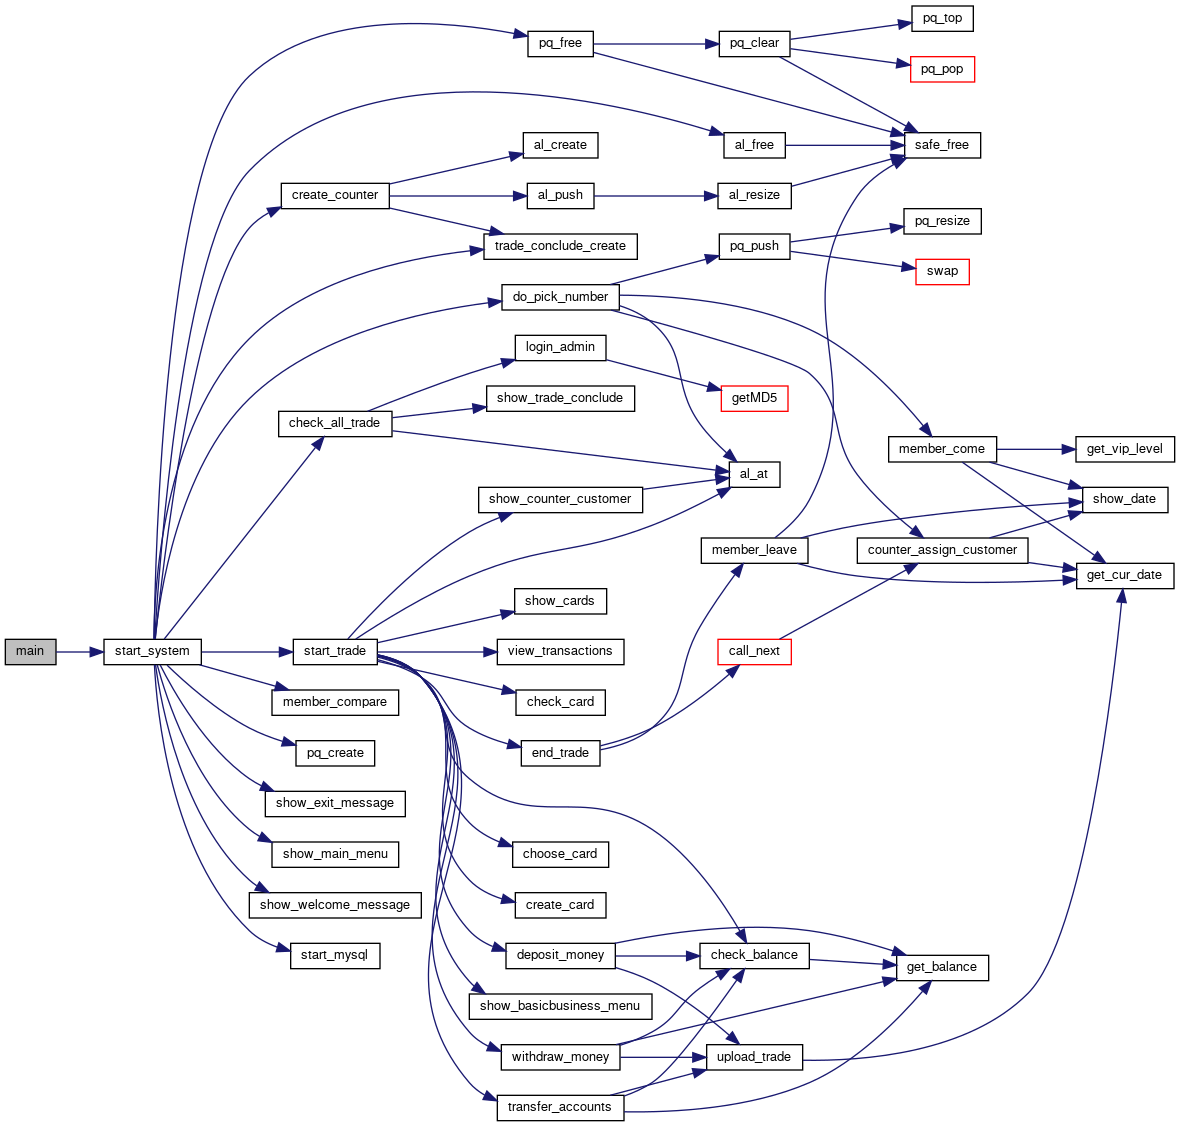 pq_top
pq_free
pq_clear
pq_pop
al_create
al_free
safe_free
create_counter
al_push
al_resize
pq_resize
trade_conclude_create
pq_push
swap
do_pick_number
login_admin
show_trade_conclude
getMD5
check_all_trade
member_come
get_vip_level
al_at
show_counter_customer
show_date
member_leave
counter_assign_customer
get_cur_date
show_cards
main
start_system
start_trade
view_transactions
call_next
member_compare
check_card
pq_create
end_trade
show_exit_message
show_main_menu
choose_card
show_welcome_message
create_card
start_mysql
deposit_money
check_balance
get_balance
show_basicbusiness_menu
withdraw_money
upload_trade
transfer_accounts